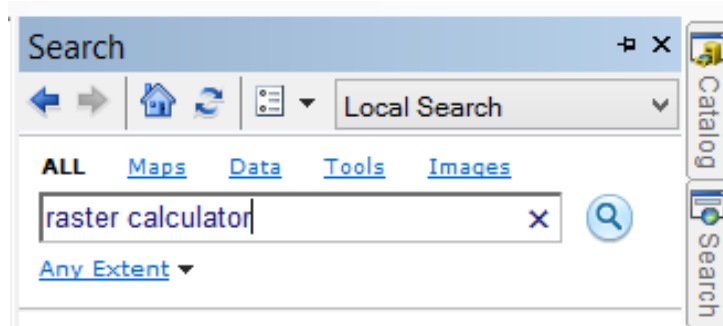 Search
Local Search
ALL Maps Data Tools Images
raster calculator
Any Extent
Catalog
Search